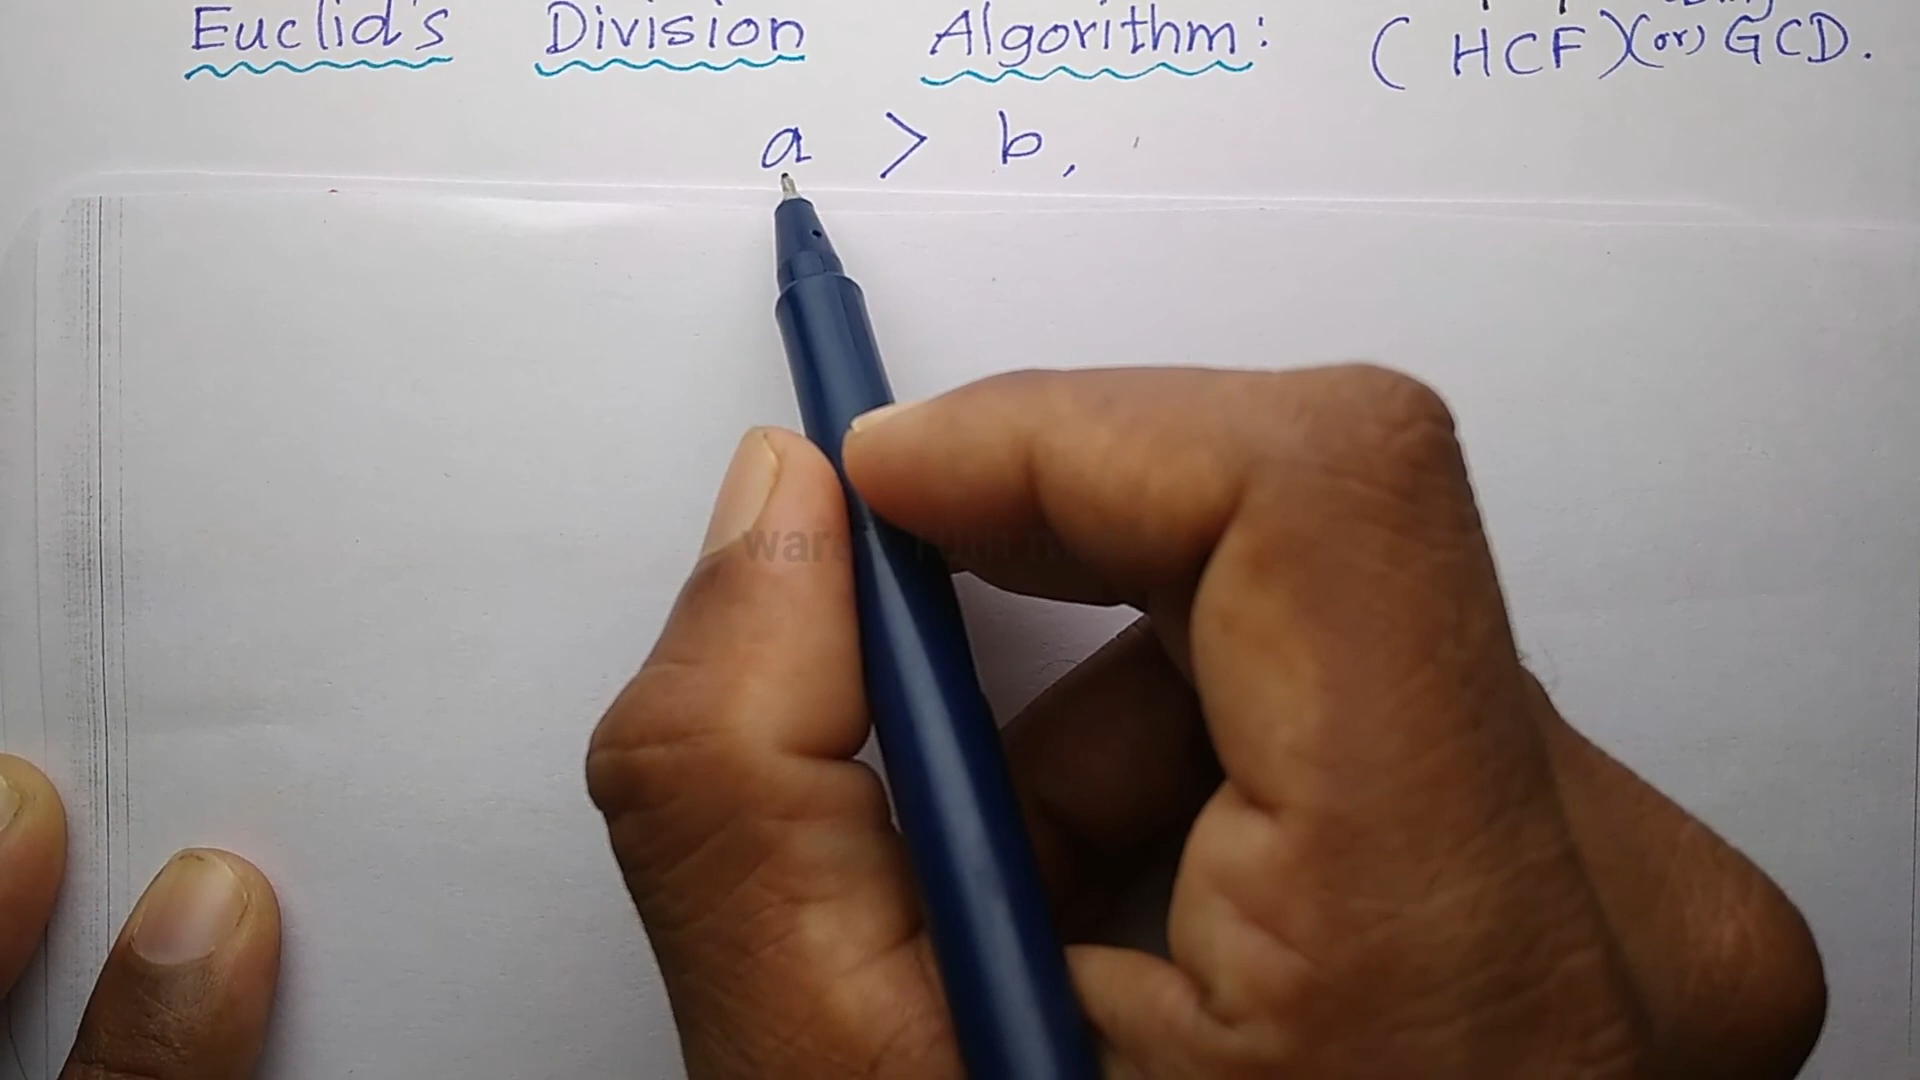 Euclid's Division Algorithm: (HCF)(or) GCD.
a > b,